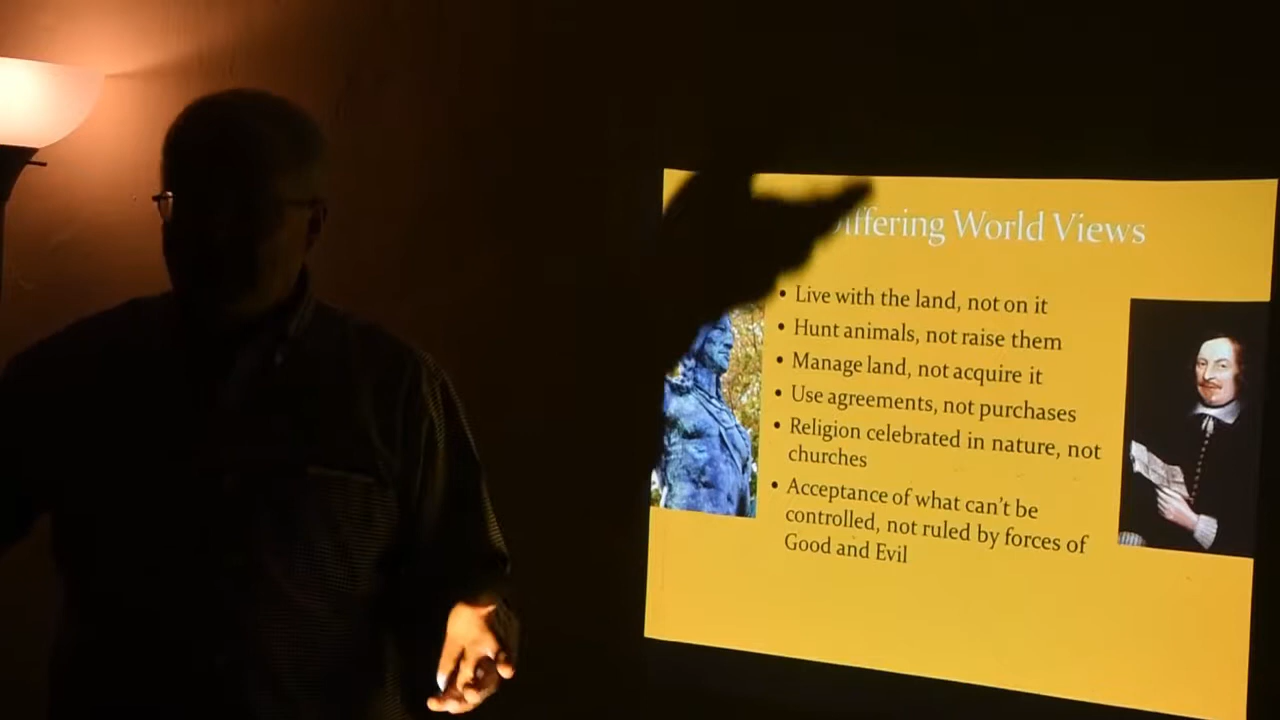 Differing World Views
• Live with the land, not on it
• Hunt animals, not raise them
• Manage land, not acquire it
• Use agreements, not purchases
• Religion celebrated in nature, not
churches
• Acceptance of what can't be
controlled, not ruled by forces of
Good and Evil